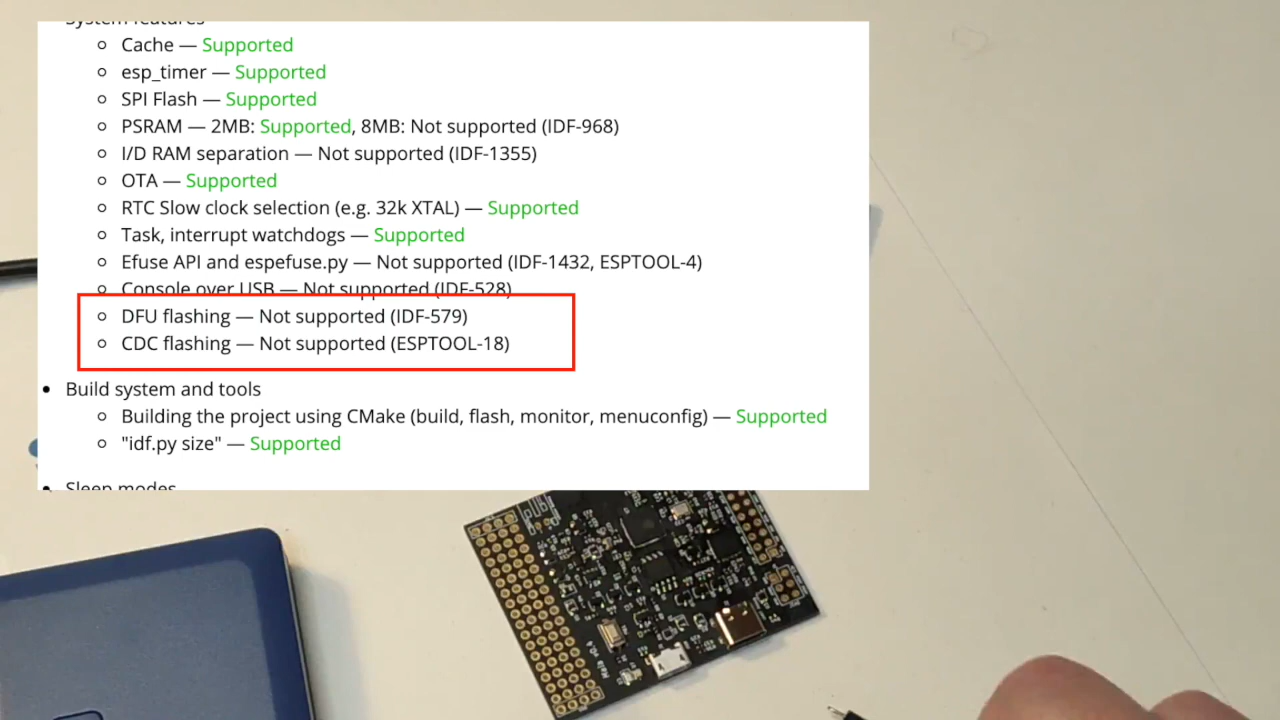 System features
Cache — Supported
esp_timer — Supported
SPI Flash — Supported
PSRAM — 2MB: Supported, 8MB: Not supported (IDF-968)
I/D RAM separation — Not supported (IDF-1355)
OTA — Supported
RTC Slow clock selection (e.g. 32k XTAL) — Supported
Task, interrupt watchdogs — Supported
Efuse API and espefuse.py — Not supported (IDF-1432, ESPTOOL-4)
Console over USB — Not supported (IDF-528)
DFU flashing — Not supported (IDF-579)
CDC flashing — Not supported (ESPTOOL-18)
Build system and tools
Building the project using CMake (build, flash, monitor, menuconfig) — Supported
"idf.py size" — Supported
Sleep modes